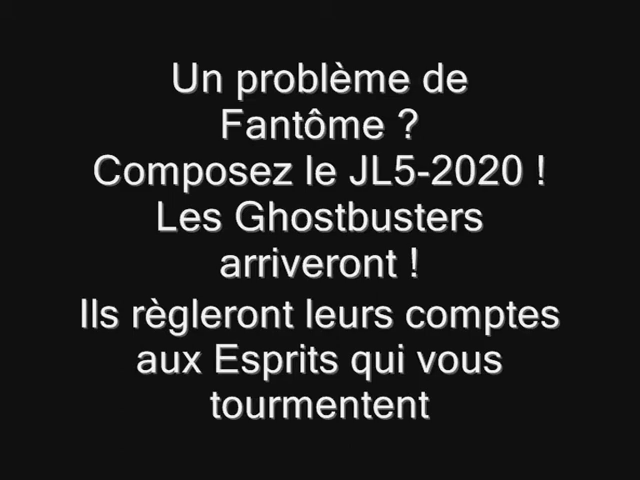 Un problème de
Fantôme ?
Composez le JL5-2020 !
Les Ghostbusters
arriveront !
Ils règleront leurs comptes
aux Esprits qui vous
tourmentent